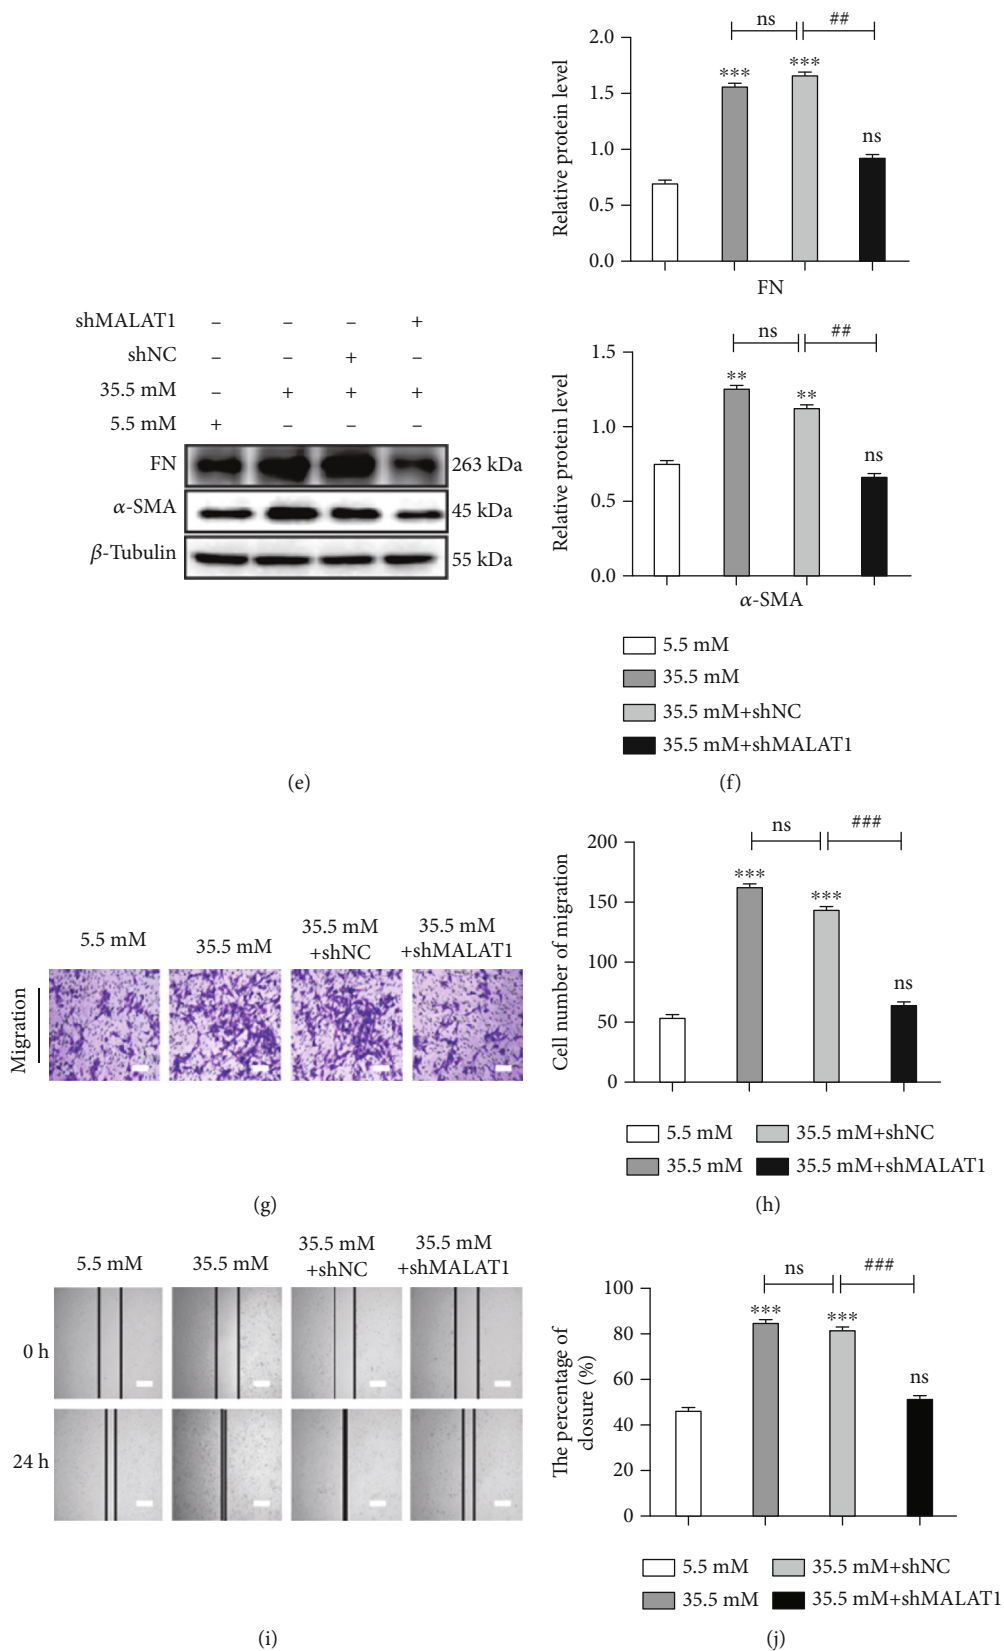 shMALAT1 – – – +
shNC – – + –
35.5 mM – + + +
5.5 mM + – – –
FN 263 kDa
α-SMA 45 kDa
β-Tubulin 55 kDa
(e)
ns ##
Relative protein level
2.0
1.5
1.0
0.5
0.0
*** *** ns
FN
ns ##
Relative protein level
1.5
1.0
0.5
0.0
** ** ns
α-SMA
5.5 mM
35.5 mM
35.5 mM+shNC
35.5 mM+shMALAT1
(f)
5.5 mM
35.5 mM
35.5 mM
+shNC
35.5 mM
+shMALAT1
Migration
(g)
ns ###
Cell number of migration
200
150
100
50
0
*** *** ns
5.5 mM 35.5 mM+shNC
35.5 mM 35.5 mM+shMALAT1
(h)
5.5 mM
35.5 mM
35.5 mM
+shNC
35.5 mM
+shMALAT1
0 h
24 h
(i)
ns ###
The percentage of
closure (%)
100
80
60
40
20
0
*** *** ns
5.5 mM 35.5 mM+shNC
35.5 mM 35.5 mM+shMALAT1
(j)